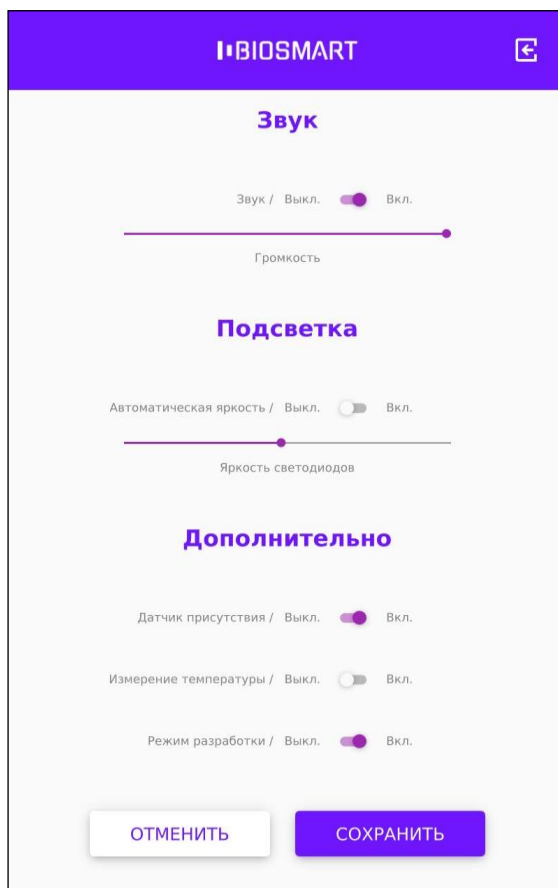 BIOSMART
Звук
Звук / Выкл. Вкл.
Громкость
Подсветка
Автоматическая яркость / Выкл. Вкл.
Яркость светодиодов
Дополнительно
Датчик присутствия / Выкл. Вкл.
Измерение температуры / Выкл. Вкл.
Режим разработки / Выкл. Вкл.
ОТМЕНИТЬ СОХРАНИТЬ